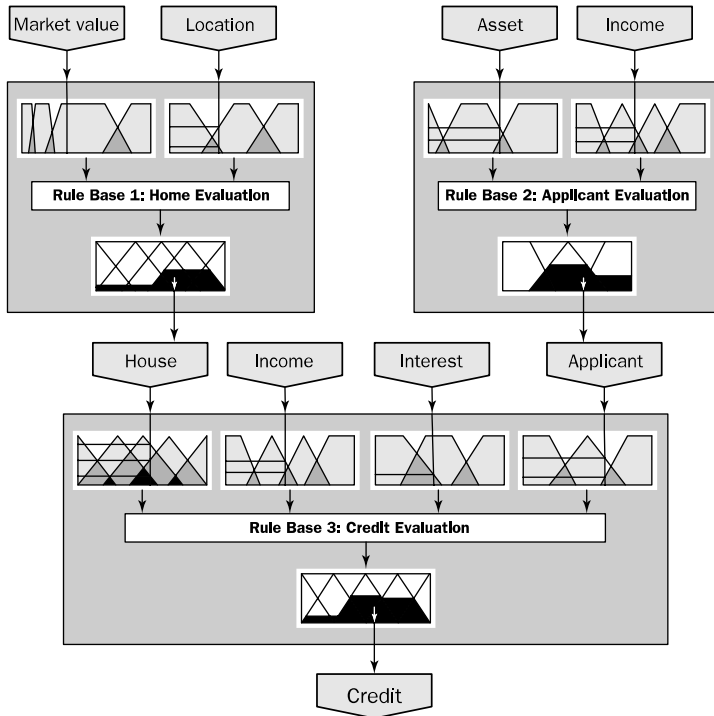 Market value
Location
Asset
Income
Rule Base 1: Home Evaluation
Rule Base 2: Applicant Evaluation
House
Income
Interest
Applicant
Rule Base 3: Credit Evaluation
Credit